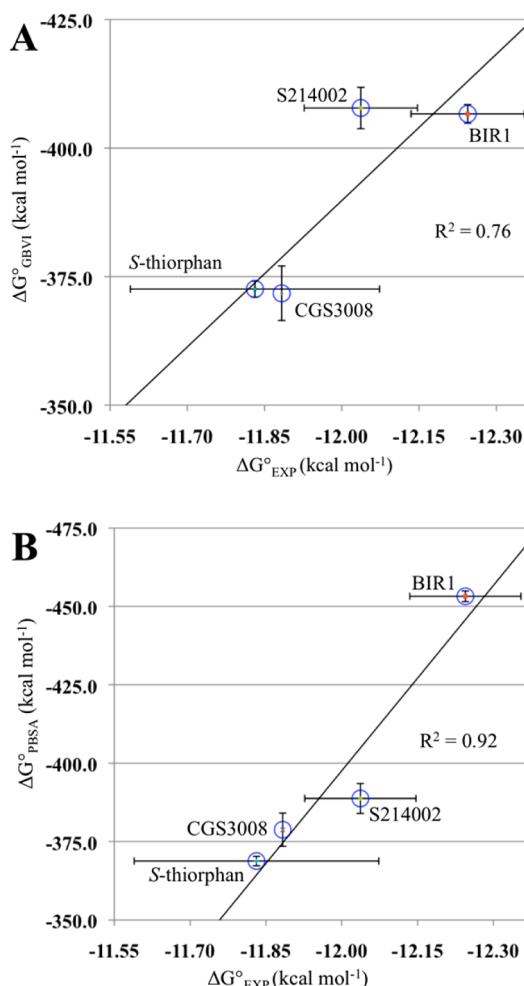 A
-425.0
-400.0
-375.0
-350.0
ΔG°GBVI (kcal mol-1)
S214002
BIR1
R2 = 0.76
S-thiorphan
CGS3008
-11.55 -11.70 -11.85 -12.00 -12.15 -12.30
ΔG°EXP (kcal mol-1)
B
-475.0
-450.0
-425.0
-400.0
-375.0
-350.0
ΔG°PBSA (kcal mol-1)
BIR1
R2 = 0.92
S214002
CGS3008
S-thiorphan
-11.55 -11.70 -11.85 -12.00 -12.15 -12.30
ΔG°EXP (kcal mol-1)